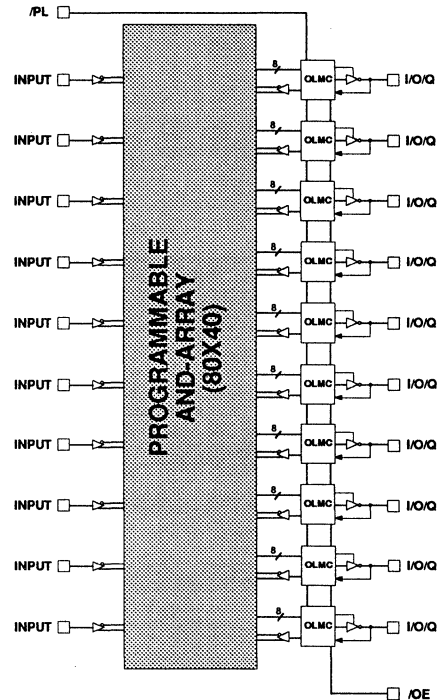 /PL
INPUT 8 OLMC I/O/Q
INPUT 8 OLMC I/O/Q
INPUT 8 OLMC I/O/Q
INPUT 8 OLMC I/O/Q
INPUT 8 OLMC I/O/Q
INPUT 8 OLMC I/O/Q
INPUT 8 OLMC I/O/Q
INPUT 8 OLMC I/O/Q
INPUT 8 OLMC I/O/Q
INPUT 8 OLMC I/O/Q
PROGRAMMABLE
AND-ARRAY
(80X40)
/OE